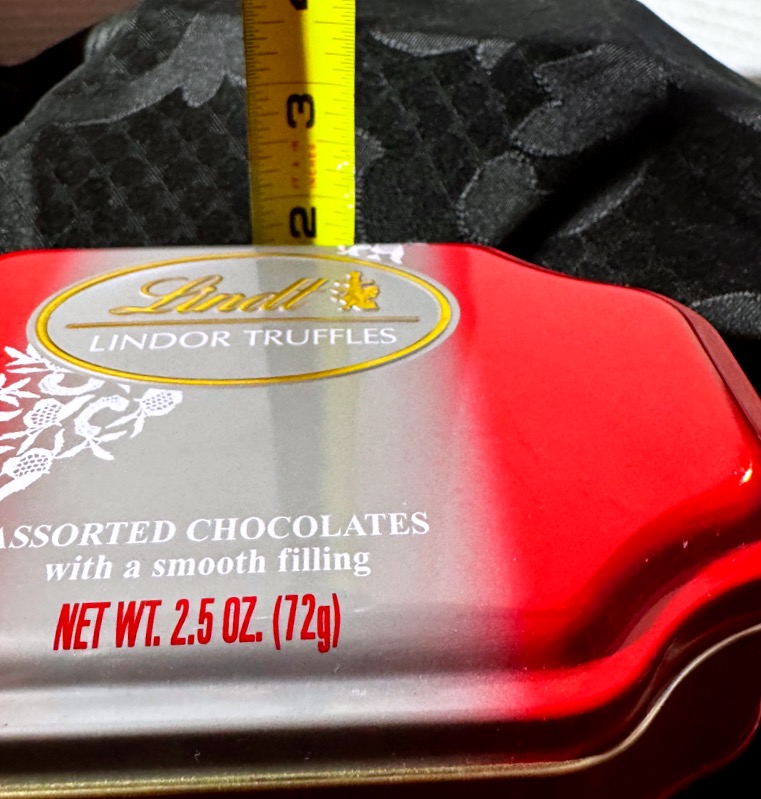 3
2
Lindt
LINDOR TRUFFLES
ASSORTED CHOCOLATES
with a smooth filling
NET WT. 2.5 OZ. (72g)